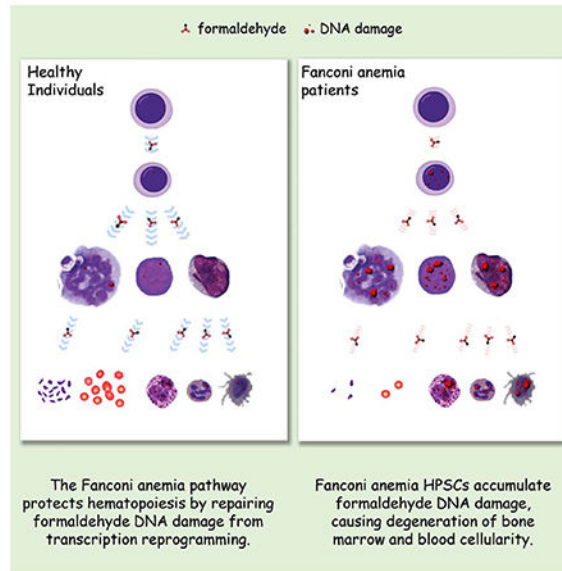 formaldehyde DNA damage
Healthy
Individuals
Fanconi anemia
patients
The Fanconi anemia pathway
protects hematopoiesis by repairing
formaldehyde DNA damage from
transcription reprogramming.
Fanconi anemia HPSCs accumulate
formaldehyde DNA damage,
causing degeneration of bone
marrow and blood cellularity.